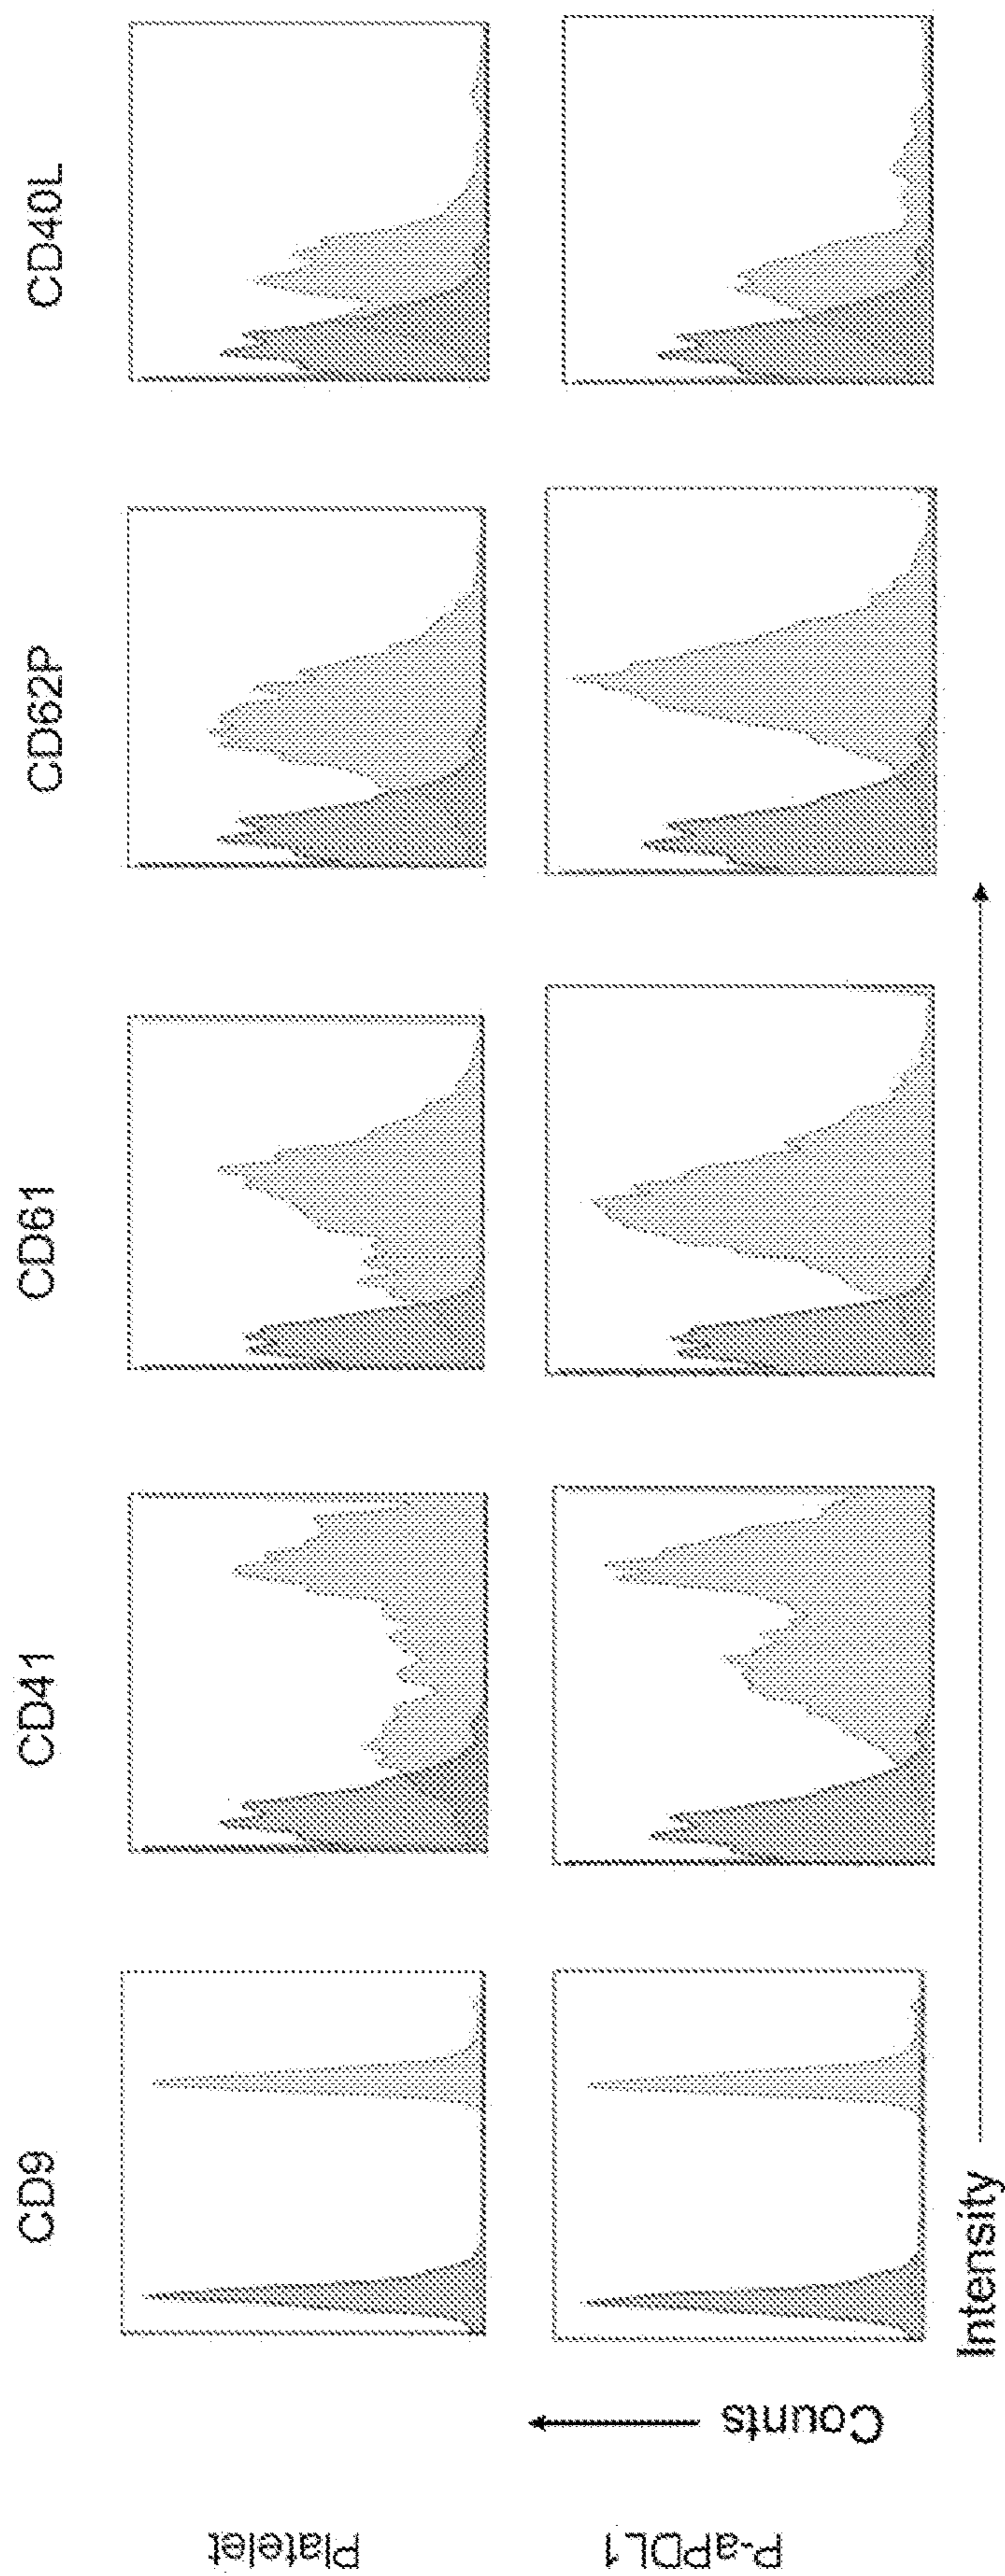 CD9
CD41
CD61
CD62P
CD40L
Platelet
P-aPDL1
Counts
Intensity